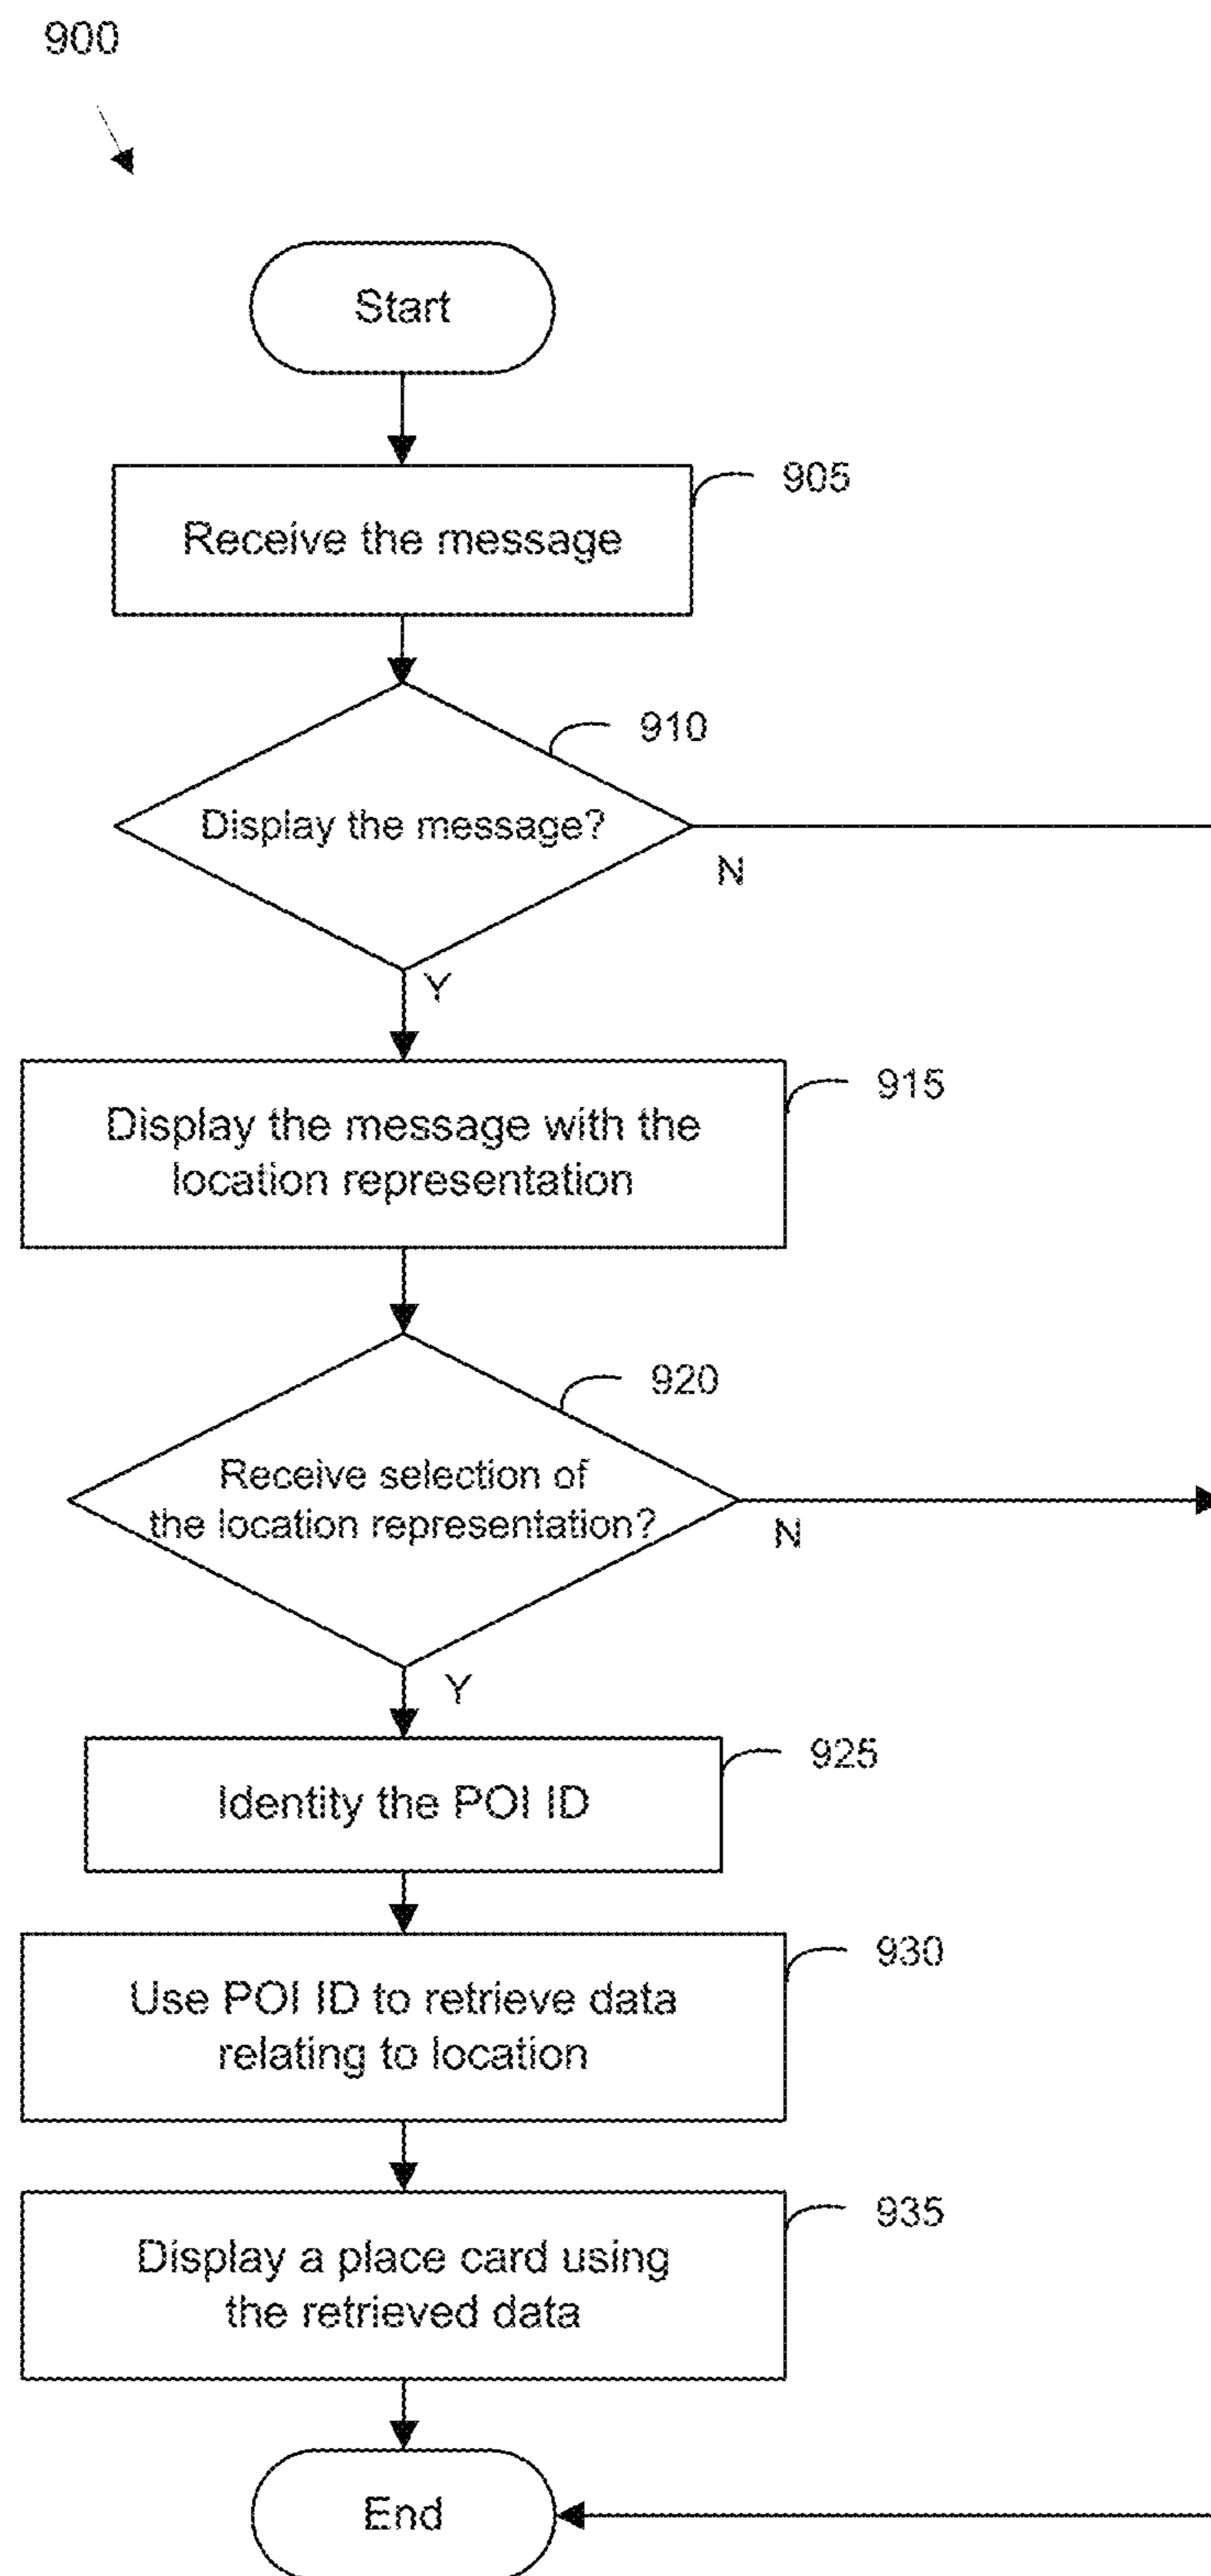 900
Start
905
Receive the message
910
Display the message?
N
Y
915
Display the message with the
location representation
920
Receive selection of
the location representation?
N
Y
925
Identity the POI ID
930
Use POI ID to retrieve data
relating to location
935
Display a place card using
the retrieved data
End